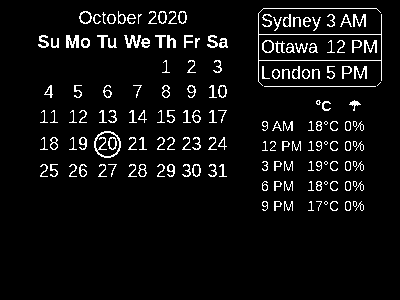 October 2020
Su Mo Tu We Th Fr Sa
1 2 3
4 5 6 7 8 9 10
11 12 13 14 15 16 17
18 19 20 21 22 23 24
25 26 27 28 29 30 31
Sydney 3 AM
Ottawa 12 PM
London 5 PM
°C ☂
9 AM 18°C 0%
12 PM 19°C 0%
3 PM 19°C 0%
6 PM 18°C 0%
9 PM 17°C 0%